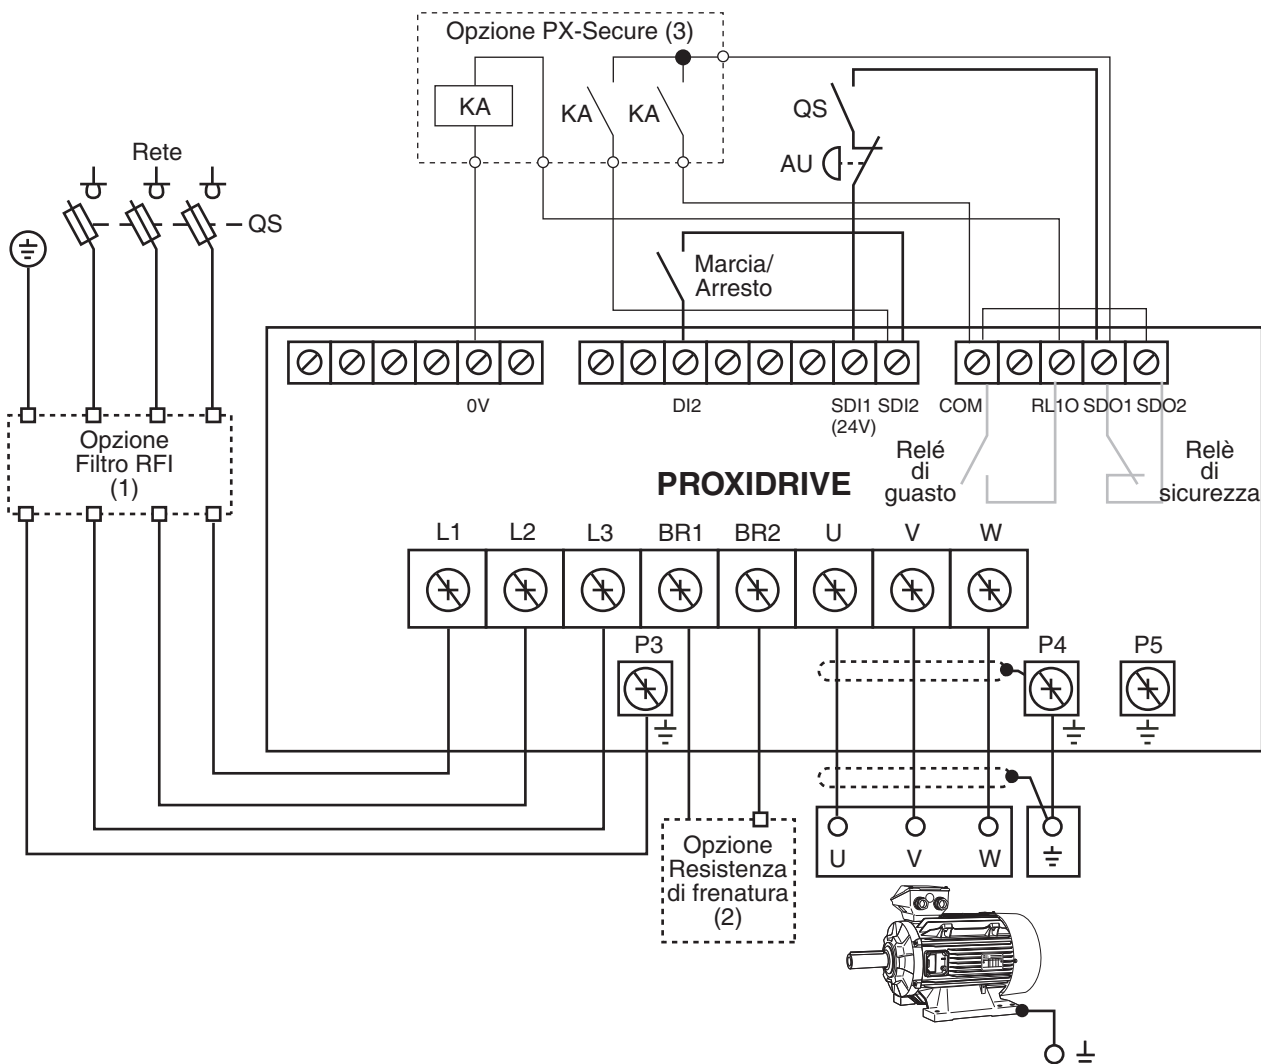 Opzione PX-Secure (3)
KA
KA
KA
QS
AU
Rete
QS
Marcia/
Arresto
0V
DI2
SDI1 SDI2
(24V)
COM
RL1O SDO1 SDO2
Opzione
Filtro RFI
(1)
Relé
di
guasto
Relè
di
sicurezza
PROXIDRIVE
L1
L2
L3
BR1
BR2
U
V
W
P3
P4
P5
Opzione
Resistenza
di frenatura
(2)
U
V
W